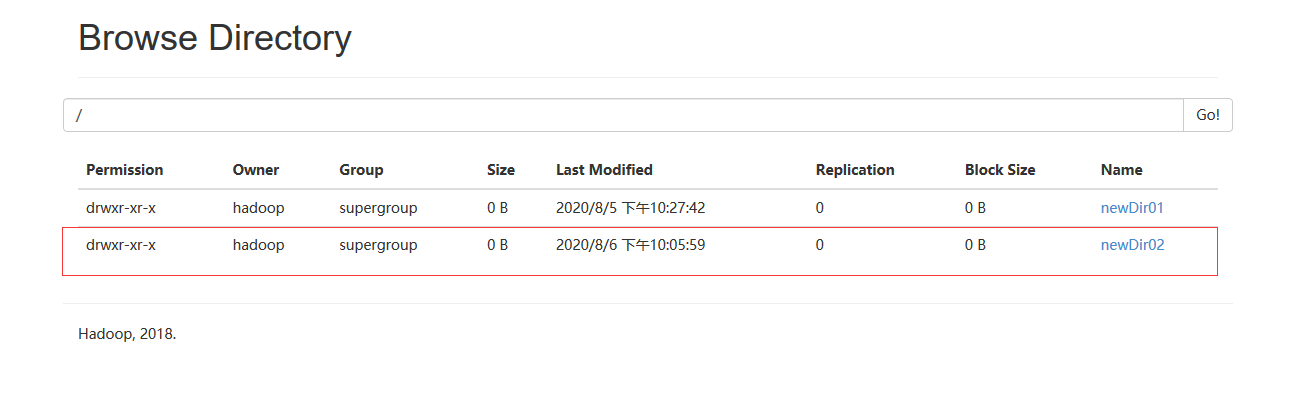 Browse Directory
/ Go!
Permission Owner Group Size Last Modified Replication Block Size Name
drwxr-xr-x hadoop supergroup 0 B 2020/8/5 下午10:27:42 0 0 B newDir01
drwxr-xr-x hadoop supergroup 0 B 2020/8/6 下午10:05:59 0 0 B newDir02
Hadoop, 2018.